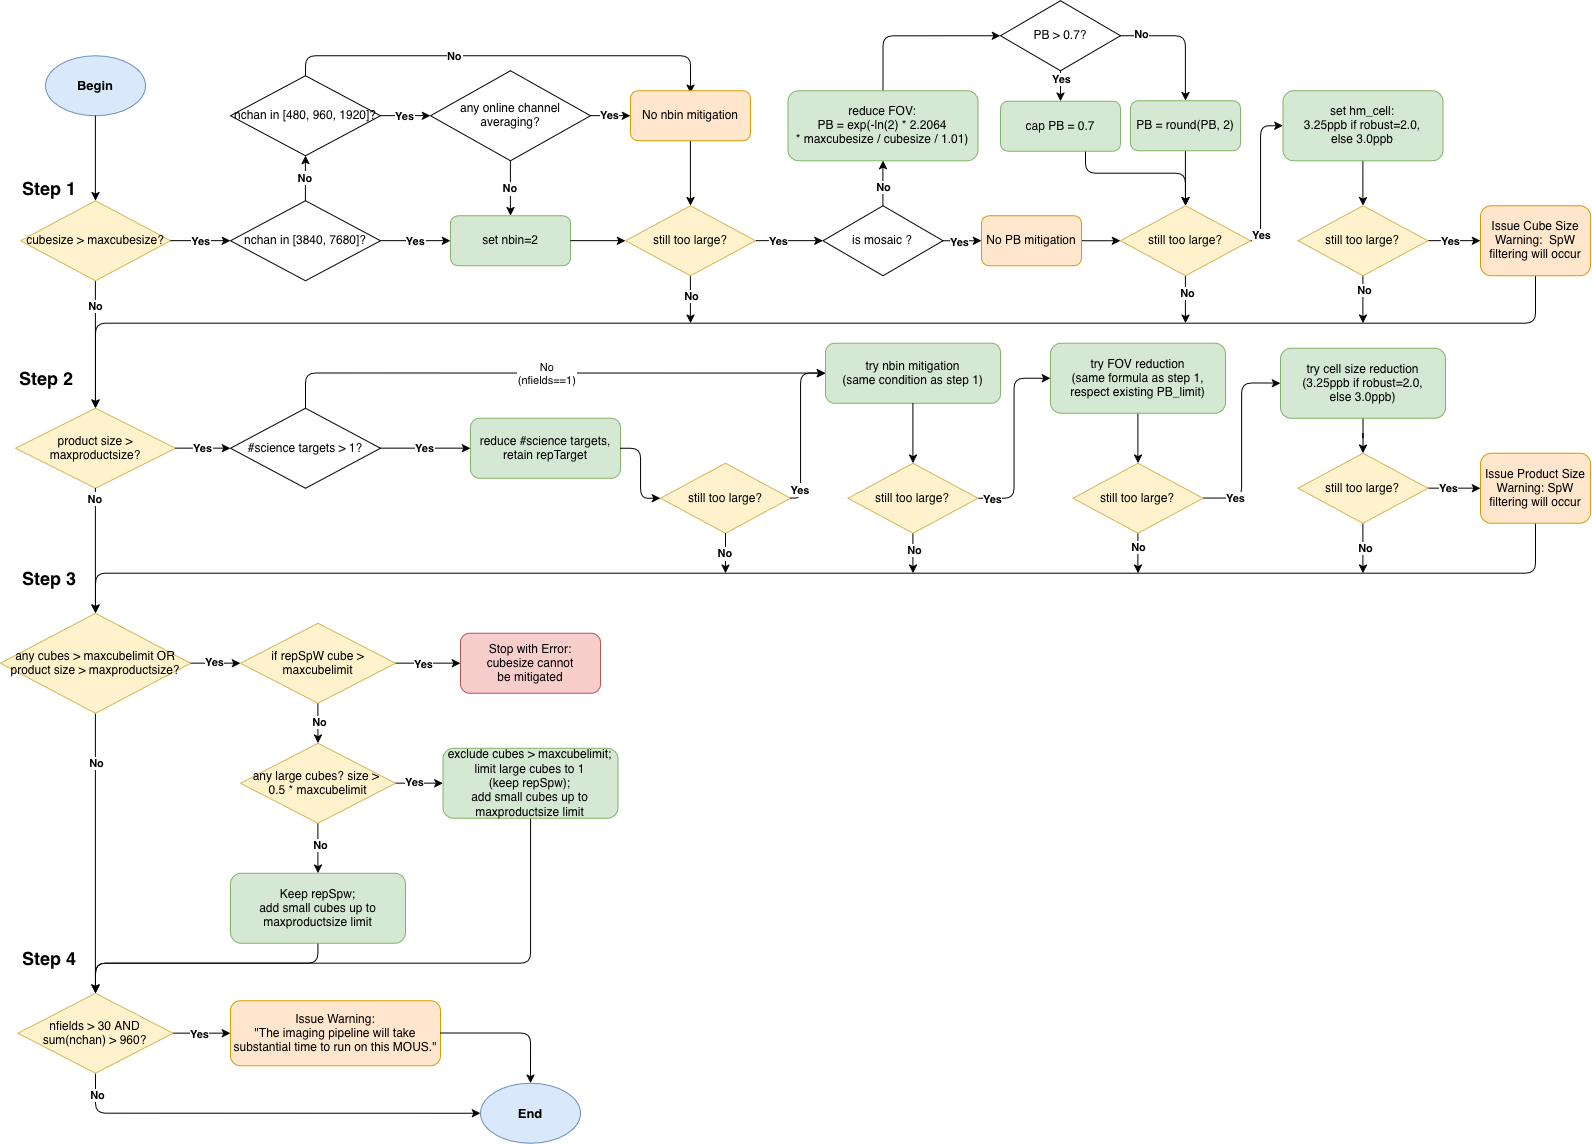 Begin
Step 1
cubesize > maxcubesize?
Yes
No
nchan in [3840, 7680]?
No
Yes
nchan in [480, 960, 1920]?
No
Yes
any online channel
averaging?
Yes
No
No nbin mitigation
set nbin=2
still too large?
Yes
No
is mosaic ?
No
Yes
reduce FOV:
PB = exp(-ln(2) * 2.2064
* maxcubesize / cubesize / 1.01)
No PB mitigation
PB > 0.7?
Yes
No
cap PB = 0.7
PB = round(PB, 2)
still too large?
Yes
No
set hm_cell:
3.25ppb if robust=2.0,
else 3.0ppb
still too large?
Yes
No
Issue Cube Size
Warning: SpW
filtering will occur
Step 2
product size >
maxproductsize?
Yes
No
#science targets > 1?
No
(nfields==1)
Yes
reduce #science targets,
retain repTarget
still too large?
Yes
No
try nbin mitigation
(same condition as step 1)
still too large?
Yes
No
try FOV reduction
(same formula as step 1,
respect existing PB_limit)
still too large?
Yes
No
try cell size reduction
(3.25ppb if robust=2.0,
else 3.0ppb)
still too large?
Yes
No
Issue Product Size
Warning: SpW
filtering will occur
Step 3
any cubes > maxcubelimit OR
product size > maxproductsize?
Yes
No
if repSpW cube >
maxcubelimit
Yes
No
Stop with Error:
cubesize cannot
be mitigated
any large cubes? size >
0.5 * maxcubelimit
Yes
No
exclude cubes > maxcubelimit;
limit large cubes to 1
(keep repSpw);
add small cubes up to
maxproductsize limit
Keep repSpw;
add small cubes up to
maxproductsize limit
Step 4
nfields > 30 AND
sum(nchan) > 960?
Yes
No
Issue Warning:
"The imaging pipeline will take
substantial time to run on this MOUS."
End